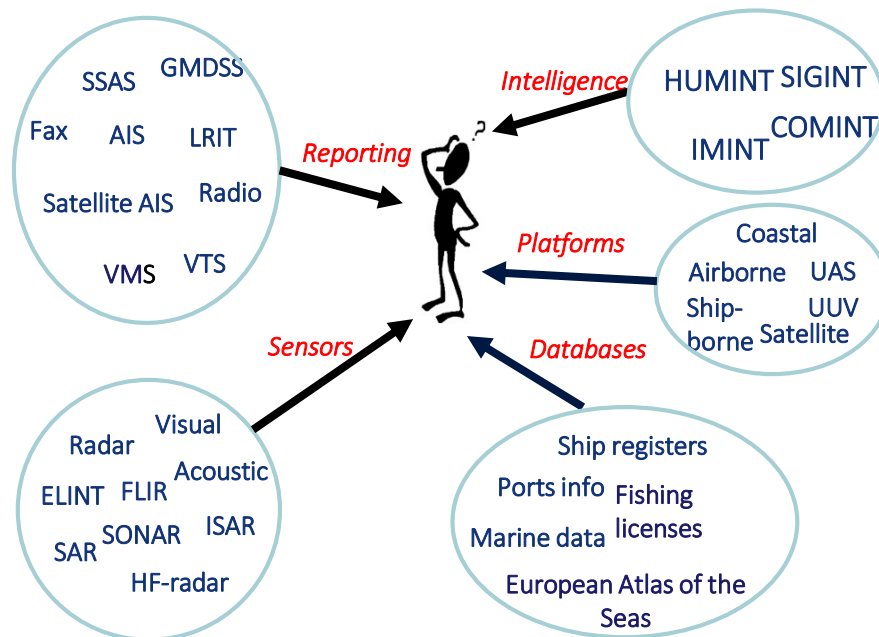 SSAS
GMDSS
Fax
AIS
LRIT
Satellite AIS
Radio
VMS
VTS
Reporting
Intelligence
HUMINT
SIGINT
IMINT
COMINT
?
Platforms
Coastal
Airborne
UAS
Ship-
borne
UUV
Satellite
Sensors
Visual
Radar
Acoustic
ELINT
FLIR
SAR
SONAR
ISAR
HF-radar
Databases
Ship registers
Ports info
Fishing
licenses
Marine data
European Atlas of the
Seas